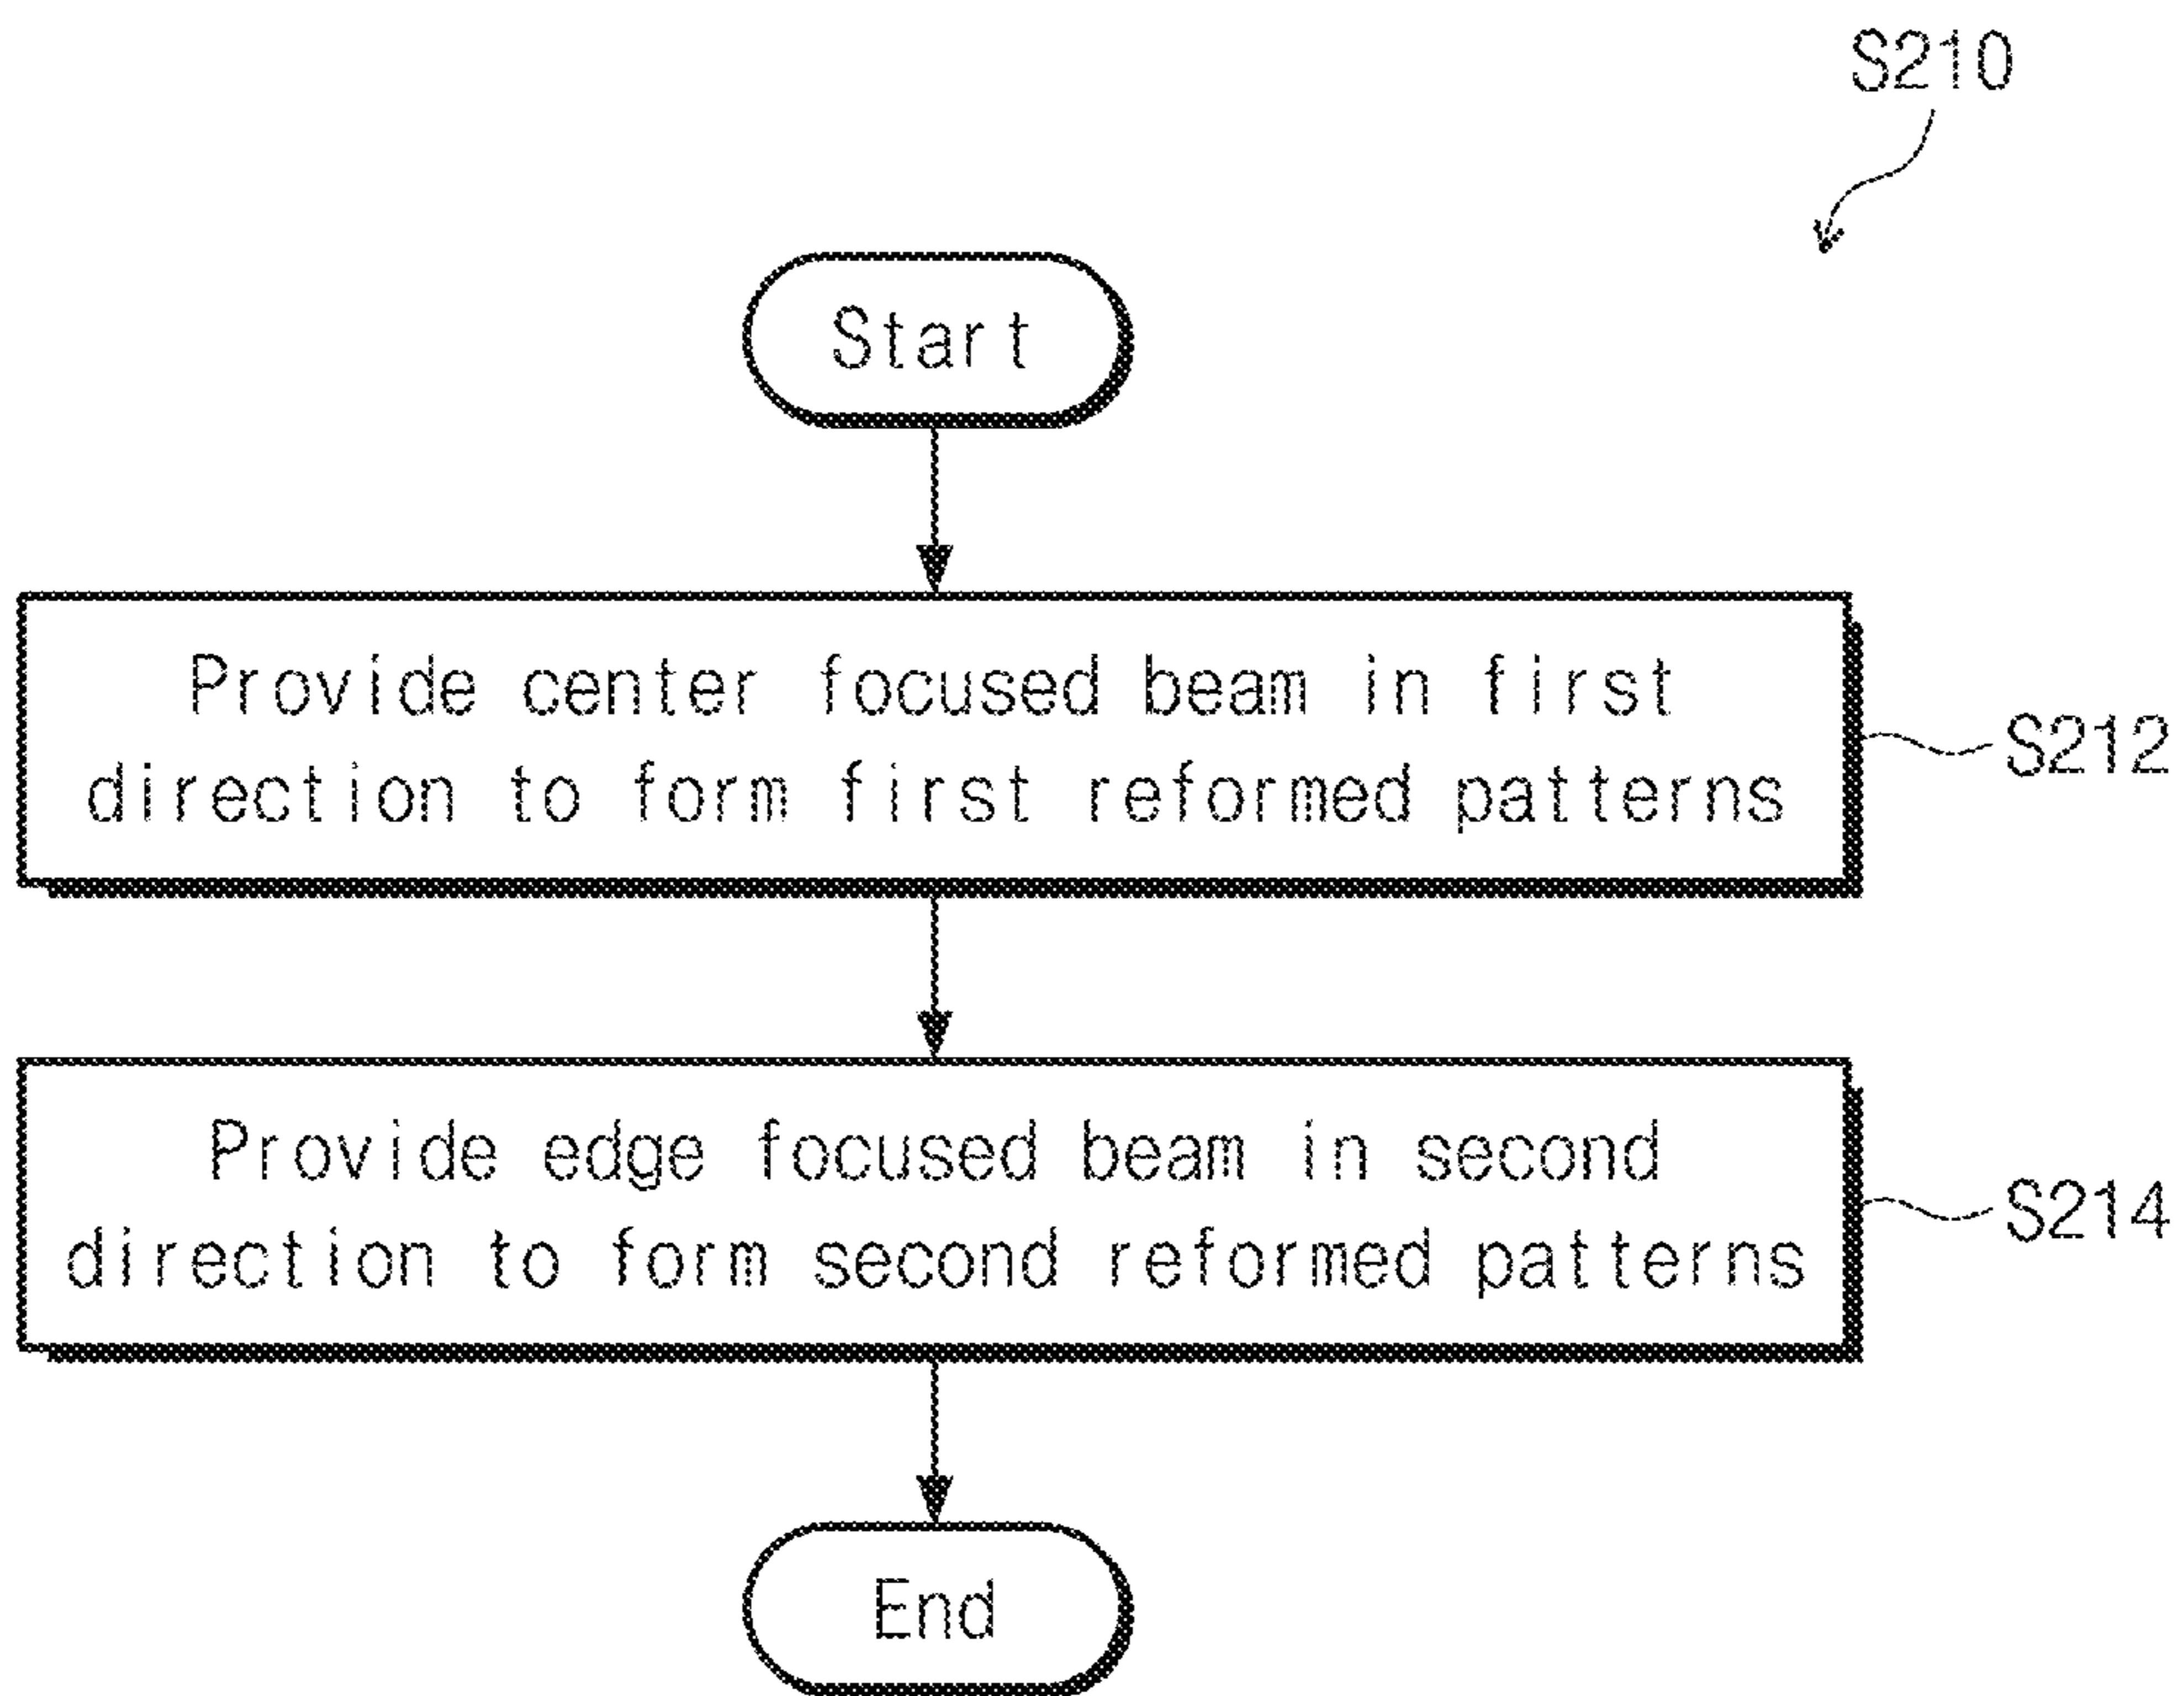 S210
Start
Provide center focused beam in first
direction to form first reformed patterns
S212
Provide edge focused beam in second
direction to form second reformed patterns
S214
End